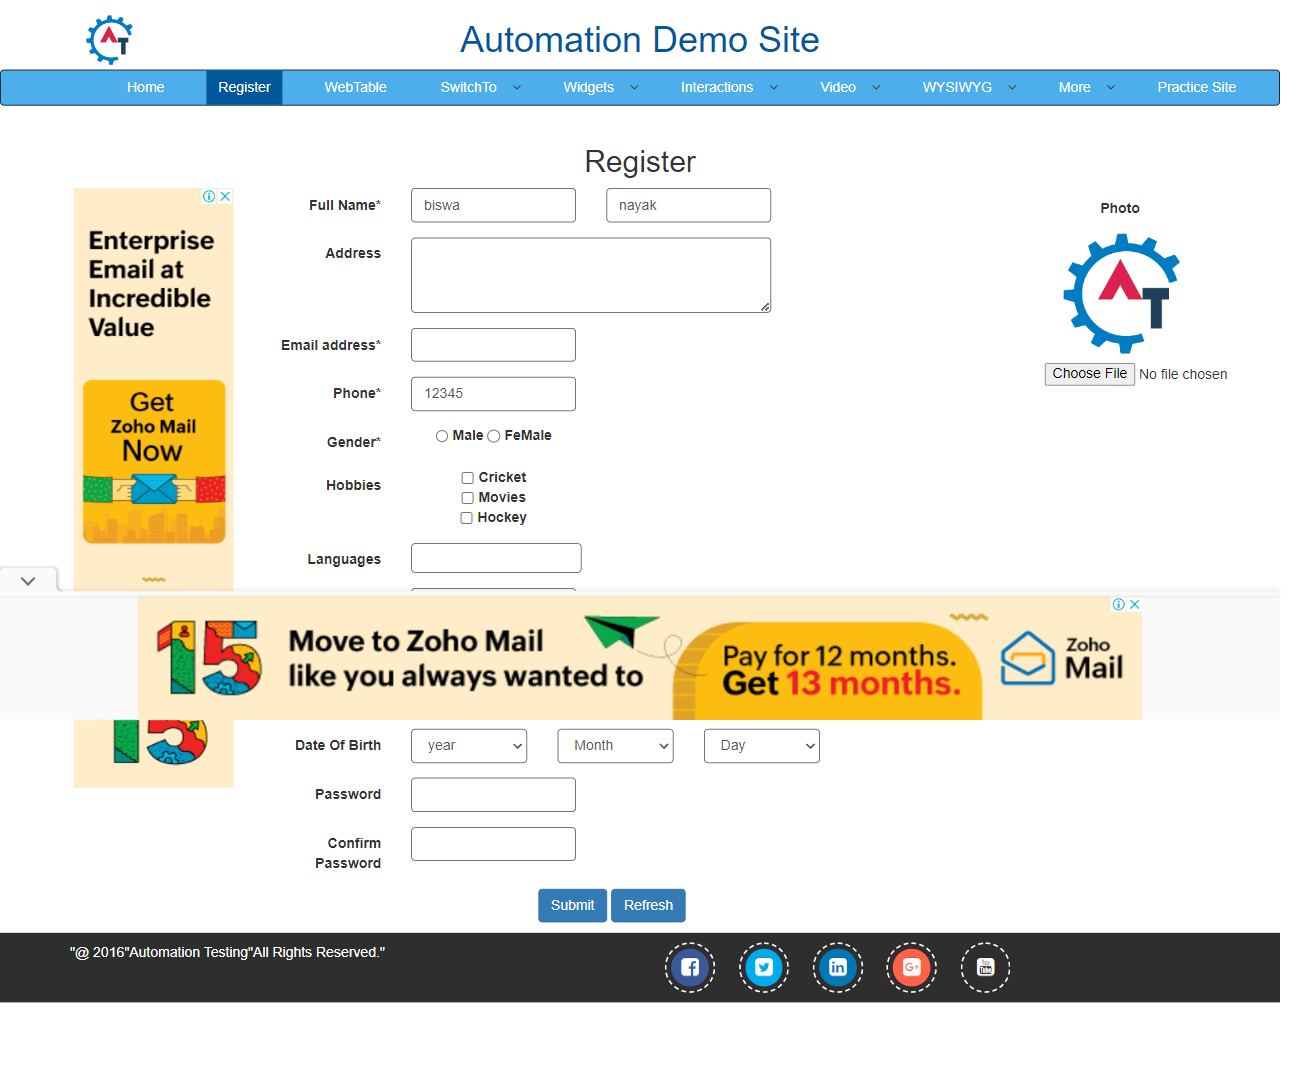 Automation Demo Site
Home Register WebTable SwitchTo Widgets Interactions Video WYSIWYG More Practice Site
Register
Full Name* biswa nayak
Photo
Enterprise
Email at
Incredible
Value
Get
Zoho Mail
Now
Address
Email address*
Choose File No file chosen
Phone* 12345
Gender* Male FeMale
Hobbies
Cricket
Movies
Hockey
Languages
15
Move to Zoho Mail
like you always wanted to
Pay for 12 months.
Get 13 months.
Zoho
Mail
15
Date Of Birth year Month Day
Password
Confirm
Password
Submit Refresh
"@ 2016"Automation Testing"All Rights Reserved."